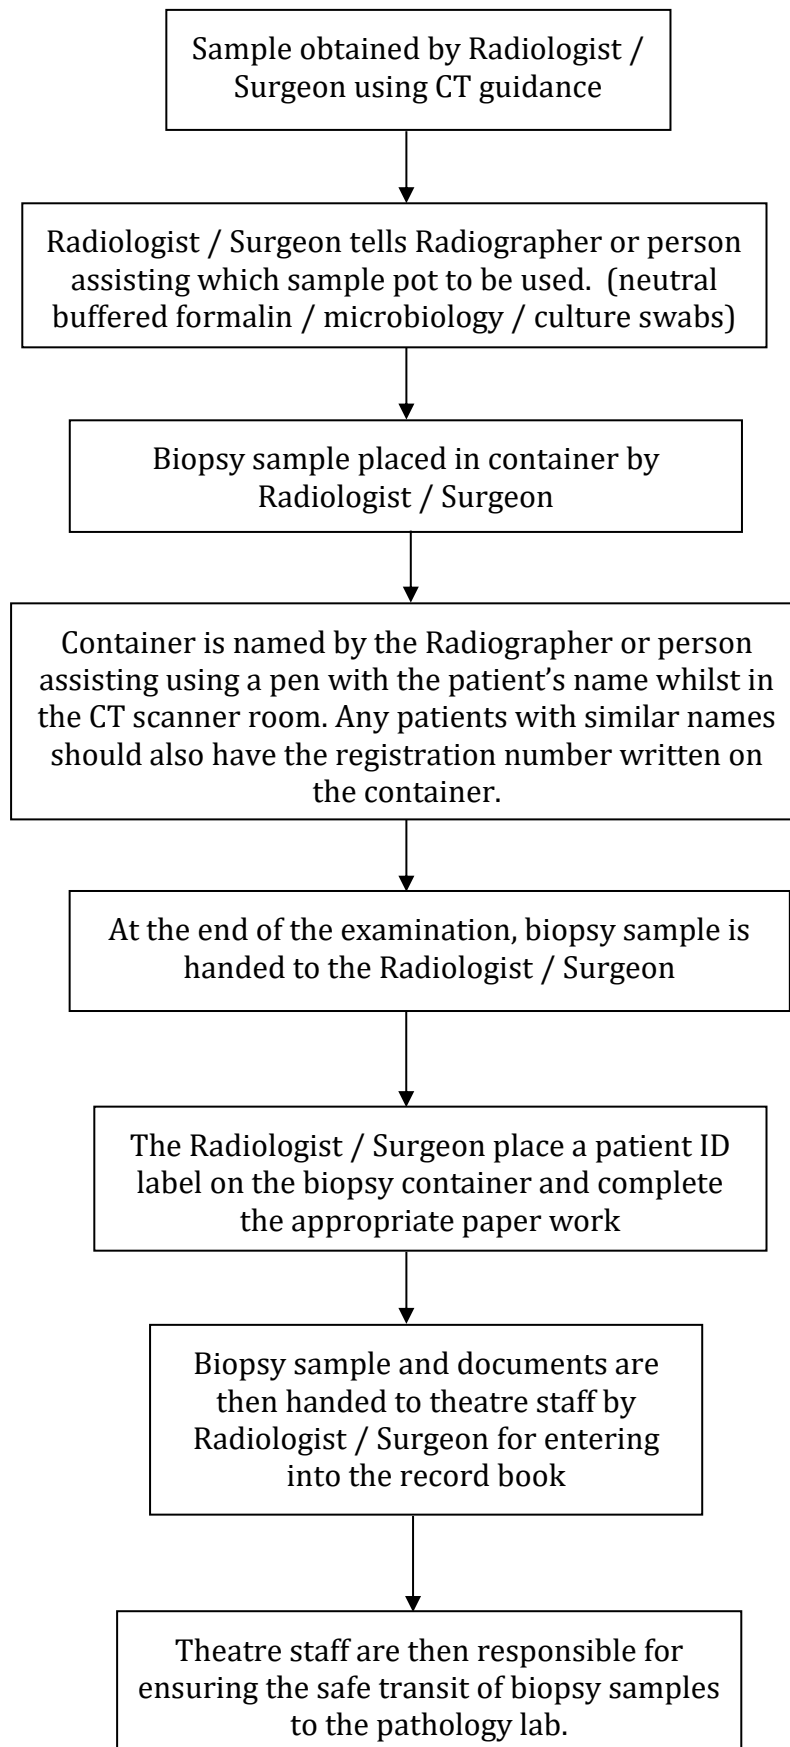 Sample obtained by Radiologist /
Surgeon using CT guidance
Radiologist / Surgeon tells Radiographer or person
assisting which sample pot to be used.  (neutral
buffered formalin / microbiology / culture swabs)
Biopsy sample placed in container by
Radiologist / Surgeon
Container is named by the Radiographer or person
assisting using a pen with the patient’s name whilst in
the CT scanner room. Any patients with similar names
should also have the registration number written on
the container.
At the end of the examination, biopsy sample is
handed to the Radiologist / Surgeon
The Radiologist / Surgeon place a patient ID
label on the biopsy container and complete
the appropriate paper work
Biopsy sample and documents are
then handed to theatre staff by
Radiologist / Surgeon for entering
into the record book
Theatre staff are then responsible for
ensuring the safe transit of biopsy samples
to the pathology lab.